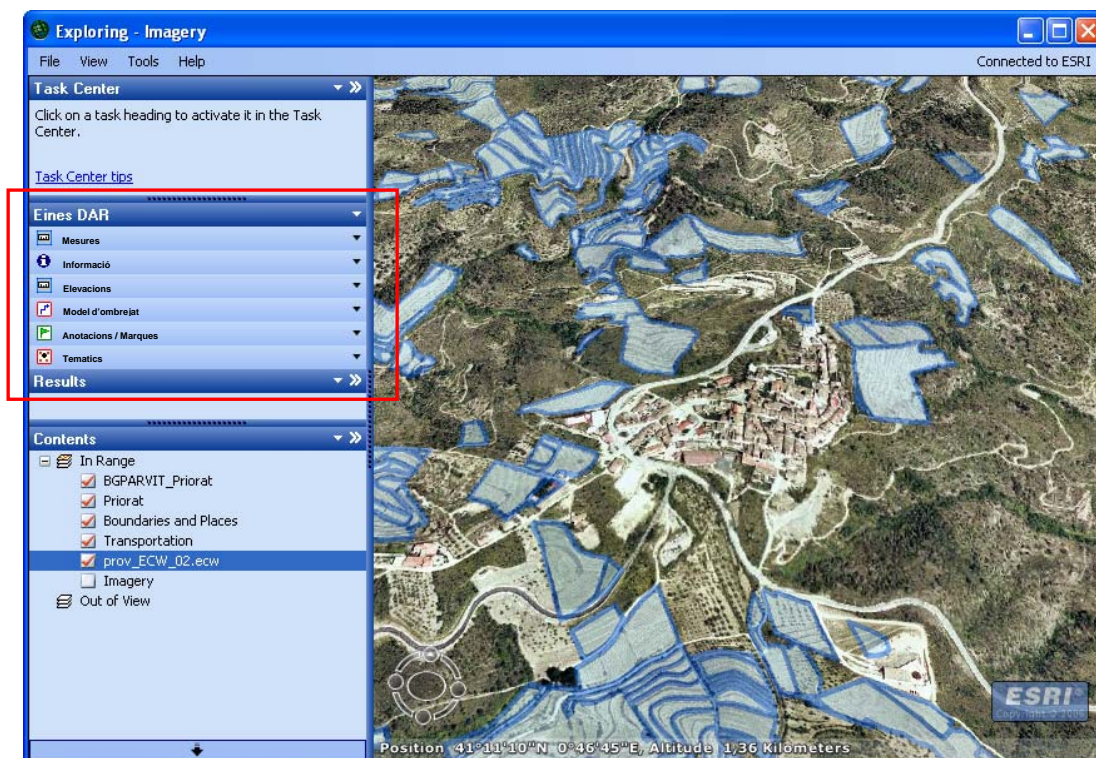 Exploring - Imagery
File View Tools Help
Connected to ESRI
Task Center
Click on a task heading to activate it in the Task
Center.
Task Center tips
Eines DAR
Mesures
Informació
Elevacions
Model d'ombrejat
Anotacions / Marques
Tematics
Results
Contents
In Range
BGPARVIT_Priorat
Priorat
Boundaries and Places
Transportation
prov_ECW_02.ecw
Imagery
Out of View
ESRI
Copyright © 2006
Position 41°11'10"N 0°46'45"E, Altitude 1,36 Kilometers